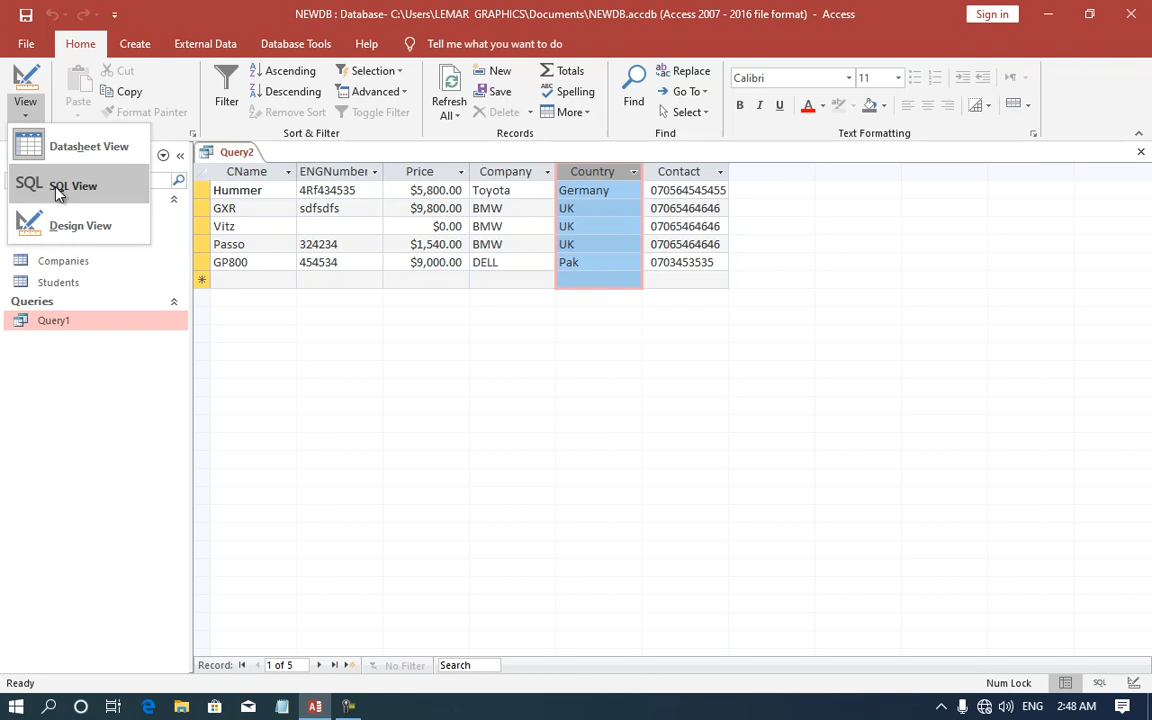 NEWDB : Database- C:\Users\LEMAR GRAPHICS\Documents\NEWDB.accdb (Access 2007 - 2016 file format) - Access
Sign in
File Home Create External Data Database Tools Help Tell me what you want to do
View
Paste
Cut
Copy
Format Painter
Filter
Ascending
Descending
Remove Sort
Selection
Advanced
Toggle Filter
Sort & Filter
Refresh
All
New
Save
Delete
Totals
Spelling
More
Records
Find
Replace
Go To
Select
Find
Calibri
11
B I U A
Text Formatting
Datasheet View
SQL SQL View
Design View
Companies
Students
Queries
Query1
Query2
CName ENGNumber Price Company Country Contact
Hummer 4Rf434535 $5,800.00 Toyota Germany 070564545455
GXR sdfsdfs $9,800.00 BMW UK 07065464646
Vitz $0.00 BMW UK 07065464646
Passo 324234 $1,540.00 BMW UK 07065464646
GP800 454534 $9,000.00 DELL Pak 0703453535
Record: 1 of 5 No Filter Search
Ready
Num Lock
SQL
ENG 2:48 AM